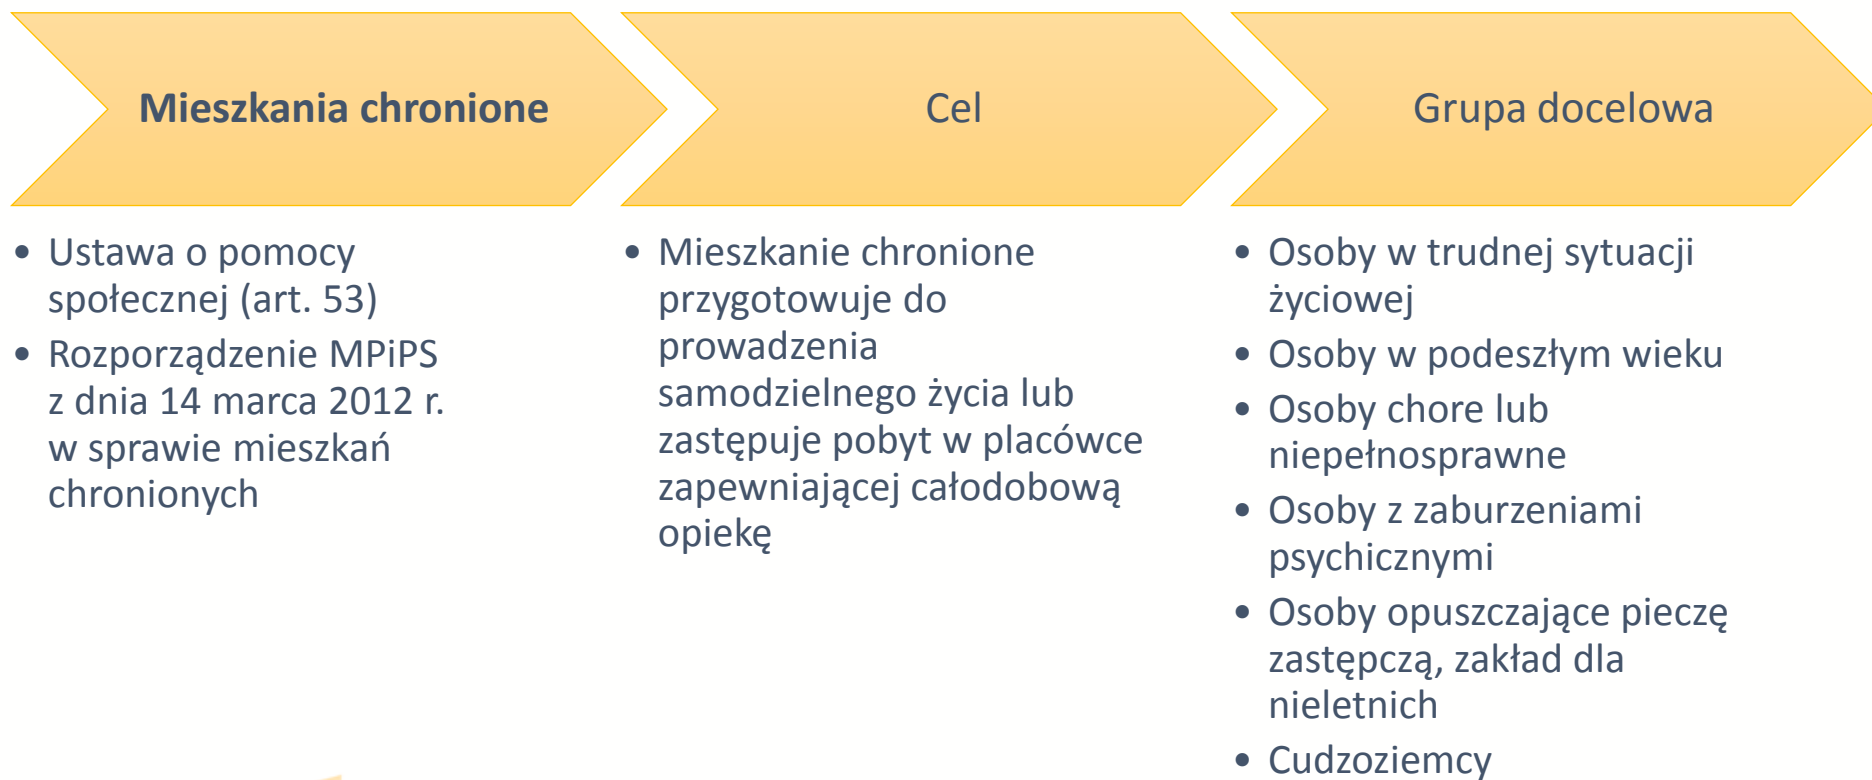 Mieszkania chronione
• Ustawa o pomocy
społecznej (art. 53)
• Rozporządzenie MPiPS
z dnia 14 marca 2012 r.
w sprawie mieszkań
chronionych
Cel
• Mieszkanie chronione
przygotowuje do
prowadzenia
samodzielnego życia lub
zastępuje pobyt w placówce
zapewniającej całodobową
opiekę
Grupa docelowa
• Osoby w trudnej sytuacji
życiowej
• Osoby w podeszłym wieku
• Osoby chore lub
niepełnosprawne
• Osoby z zaburzeniami
psychicznymi
• Osoby opuszczające pieczę
zastępczą, zakład dla
nieletnich
• Cudzoziemcy